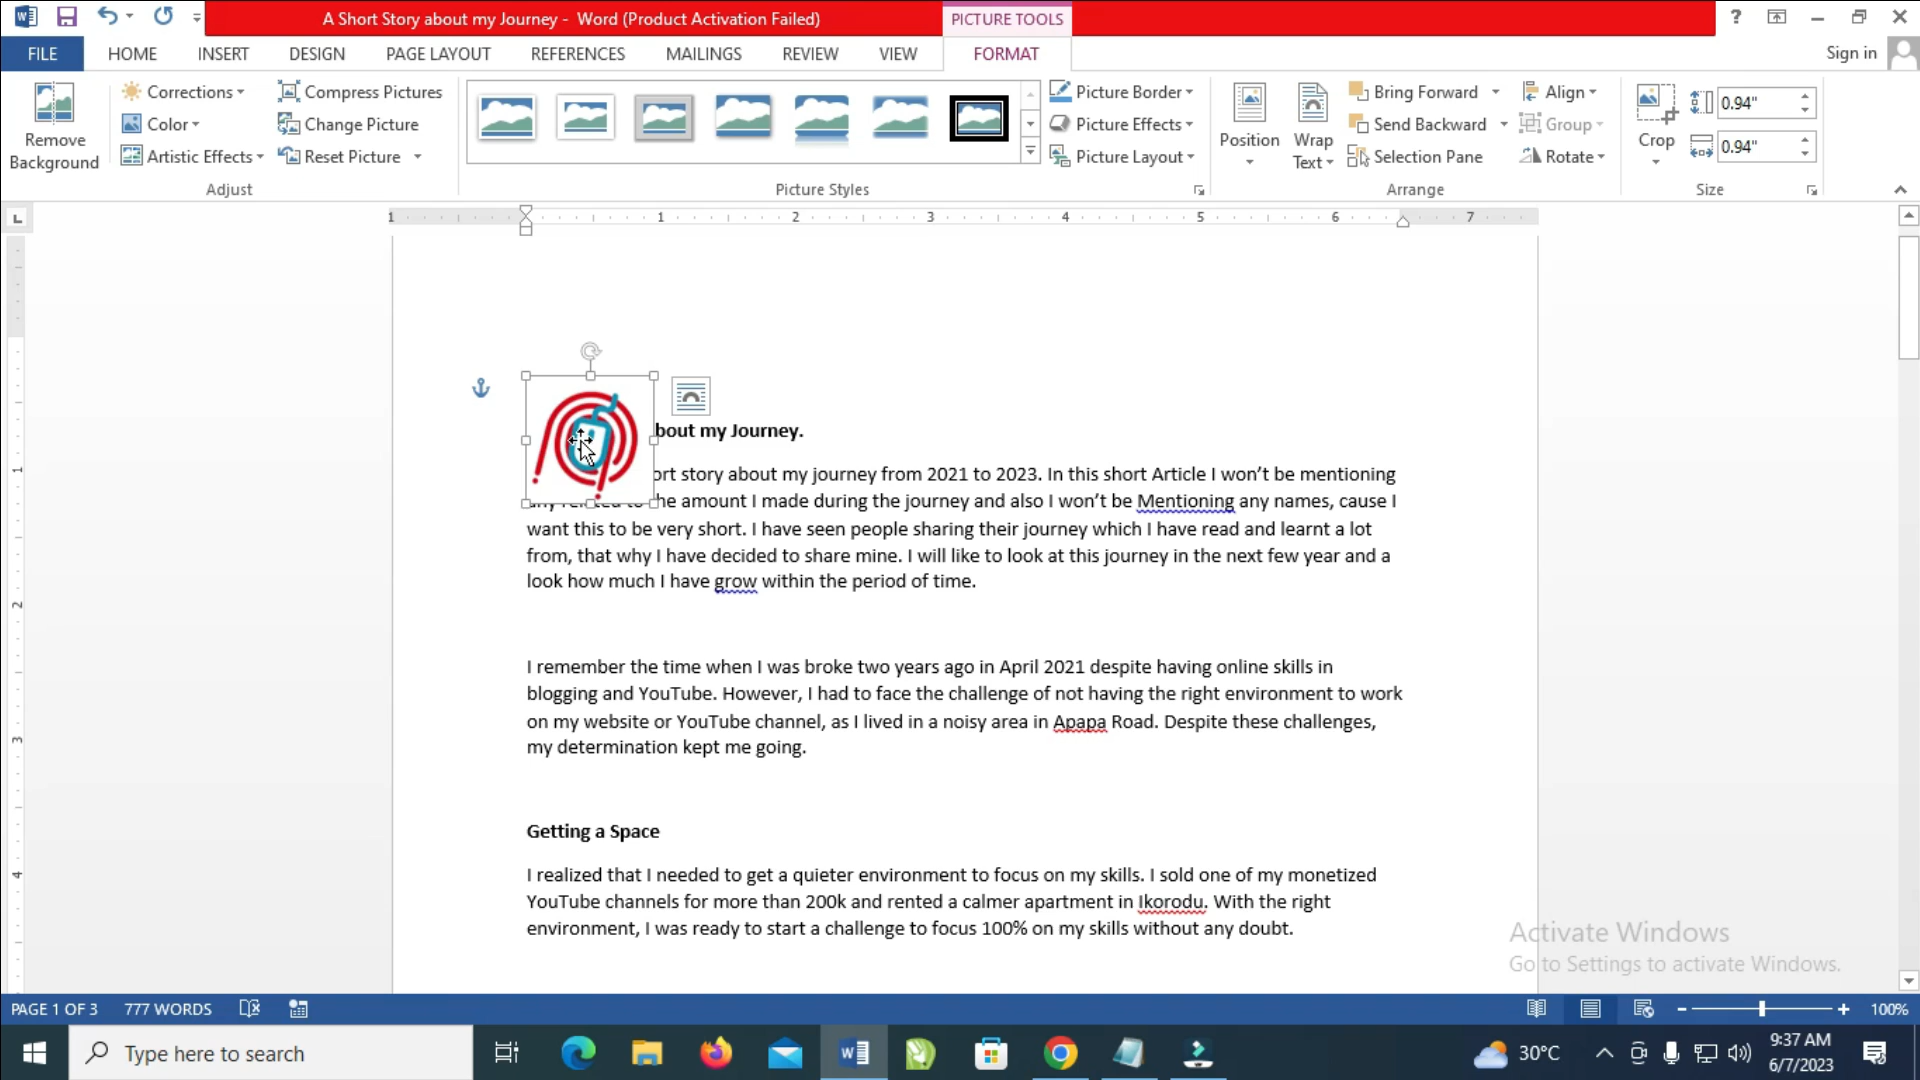 A Short Story about my Journey - Word (Product Activation Failed)
PICTURE TOOLS
?
FILE
HOME
INSERT
DESIGN
PAGE LAYOUT
REFERENCES
MAILINGS
REVIEW
VIEW
FORMAT
Sign in
Remove
Background
Corrections
Color
Artistic Effects
Compress Pictures
Change Picture
Reset Picture
Adjust
Picture Styles
Picture Border
Picture Effects
Picture Layout
Position
Wrap
Text
Bring Forward
Send Backward
Selection Pane
Align
Group
Rotate
Arrange
Crop
0.94"
0.94"
Size
L
1 1 2 3 4 5 6 7
1
2
3
4
bout my Journey.
ort story about my journey from 2021 to 2023. In this short Article I won't be mentioning
he amount I made during the journey and also I won't be Mentioning any names, cause I
want this to be very short. I have seen people sharing their journey which I have read and learnt a lot
from, that why I have decided to share mine. I will like to look at this journey in the next few year and a
look how much I have grow within the period of time.
I remember the time when I was broke two years ago in April 2021 despite having online skills in
blogging and YouTube. However, I had to face the challenge of not having the right environment to work
on my website or YouTube channel, as I lived in a noisy area in Apapa Road. Despite these challenges,
my determination kept me going.
Getting a Space
I realized that I needed to get a quieter environment to focus on my skills. I sold one of my monetized
YouTube channels for more than 200k and rented a calmer apartment in Ikorodu. With the right
environment, I was ready to start a challenge to focus 100% on my skills without any doubt.
Activate Windows
Go to Settings to activate Windows.
PAGE 1 OF 3
777 WORDS
100%
Type here to search
30°C
9:37 AM
6/7/2023